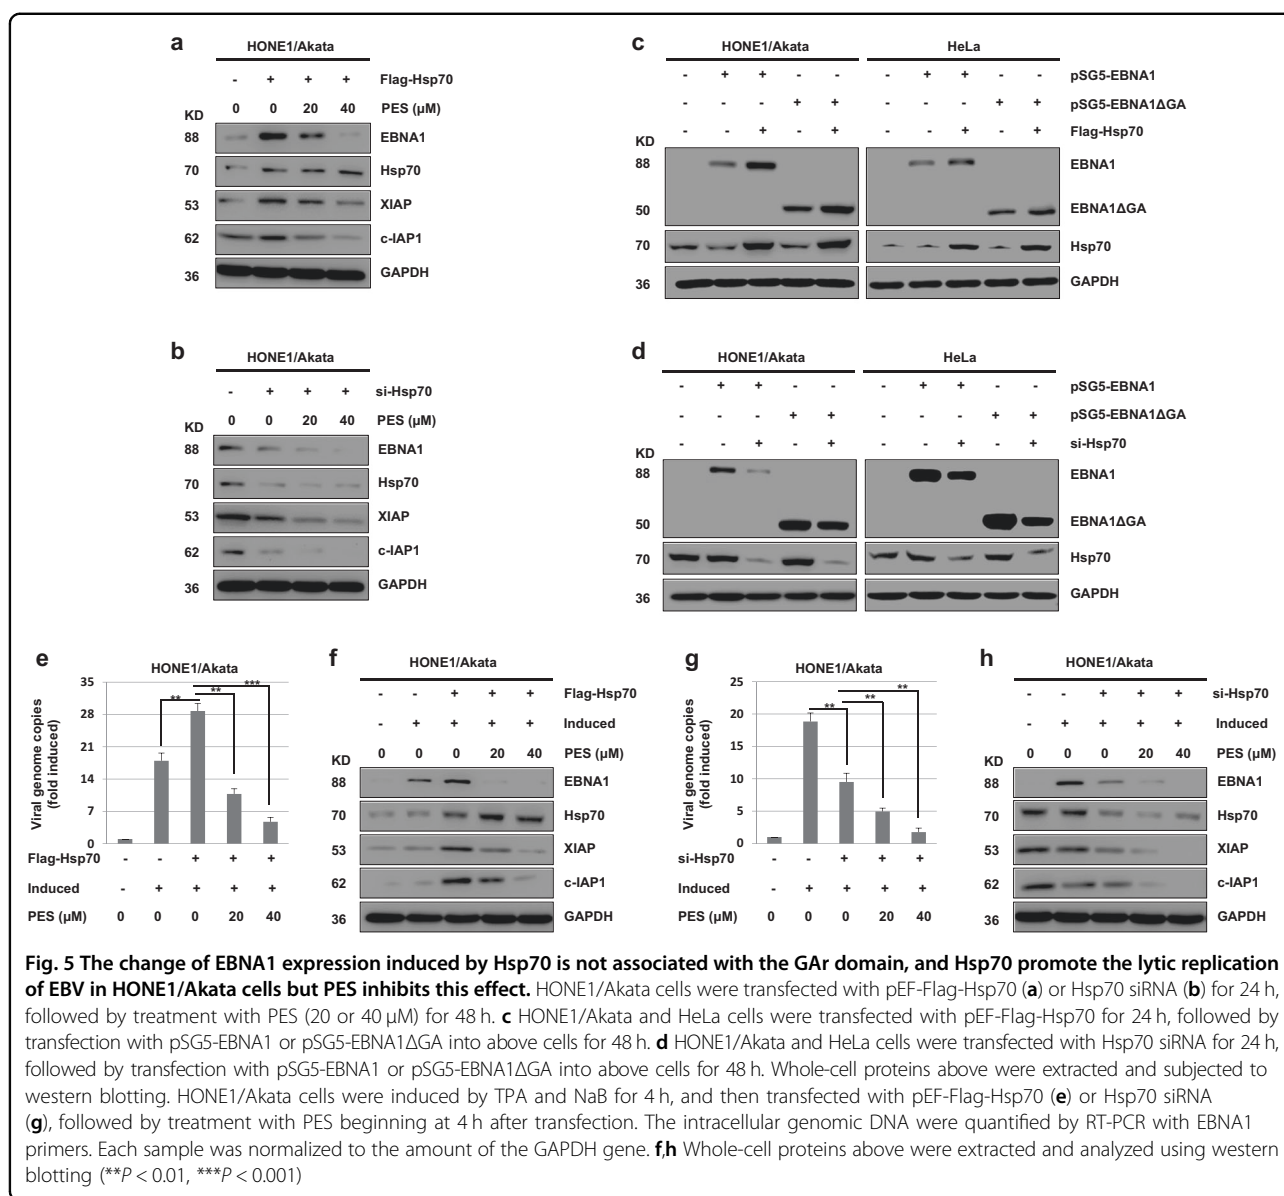 a
HONE1/Akata
- + + + Flag-Hsp70
0 0 20 40 PES (µM)
KD
88 EBNA1
70 Hsp70
53 XIAP
62 c-IAP1
36 GAPDH
c
HONE1/Akata HeLa
- + + - - - + + - - pSG5-EBNA1
- - - + + - - - + + pSG5-EBNA1ΔGA
- - + - + - - + - + Flag-Hsp70
KD
88 EBNA1
50 EBNA1ΔGA
70 Hsp70
36 GAPDH
b
HONE1/Akata
- + + + si-Hsp70
0 0 20 40 PES (µM)
KD
88 EBNA1
70 Hsp70
53 XIAP
62 c-IAP1
36 GAPDH
d
HONE1/Akata HeLa
- + + - - - + + - - pSG5-EBNA1
- - - + + - - - + + pSG5-EBNA1ΔGA
- - + - + - - + - + si-Hsp70
KD
88 EBNA1
50 EBNA1ΔGA
70 Hsp70
36 GAPDH
e
HONE1/Akata
Viral genome copies
(fold induced)
35
28
21
14
7
0
** ** ***
Flag-Hsp70 - - + + +
Induced - + + + +
PES (µM) 0 0 0 20 40
f
HONE1/Akata
- - + + + Flag-Hsp70
- + + + + Induced
0 0 0 20 40 PES (µM)
KD
88 EBNA1
70 Hsp70
53 XIAP
62 c-IAP1
36 GAPDH
g
HONE1/Akata
Viral genome copies
(fold induced)
25
20
15
10
5
0
** ** **
si-Hsp70 - - + + +
Induced - + + + +
PES (µM) 0 0 0 20 40
h
HONE1/Akata
- - + + + si-Hsp70
- + + + + Induced
0 0 0 20 40 PES (µM)
KD
88 EBNA1
70 Hsp70
53 XIAP
62 c-IAP1
36 GAPDH
Fig. 5 The change of EBNA1 expression induced by Hsp70 is not associated with the GAr domain, and Hsp70 promote the lytic replication
of EBV in HONE1/Akata cells but PES inhibits this effect. HONE1/Akata cells were transfected with pEF-Flag-Hsp70 (a) or Hsp70 siRNA (b) for 24 h,
followed by treatment with PES (20 or 40 µM) for 48 h. c HONE1/Akata and HeLa cells were transfected with pEF-Flag-Hsp70 for 24 h, followed by
transfection with pSG5-EBNA1 or pSG5-EBNA1ΔGA into above cells for 48 h. d HONE1/Akata and HeLa cells were transfected with Hsp70 siRNA for 24 h,
followed by transfection with pSG5-EBNA1 or pSG5-EBNA1ΔGA into above cells for 48 h. Whole-cell proteins above were extracted and subjected to
western blotting. HONE1/Akata cells were induced by TPA and NaB for 4 h, and then transfected with pEF-Flag-Hsp70 (e) or Hsp70 siRNA
(g), followed by treatment with PES beginning at 4 h after transfection. The intracellular genomic DNA were quantified by RT-PCR with EBNA1
primers. Each sample was normalized to the amount of the GAPDH gene. f,h Whole-cell proteins above were extracted and analyzed using western
blotting (**P < 0.01, ***P < 0.001)